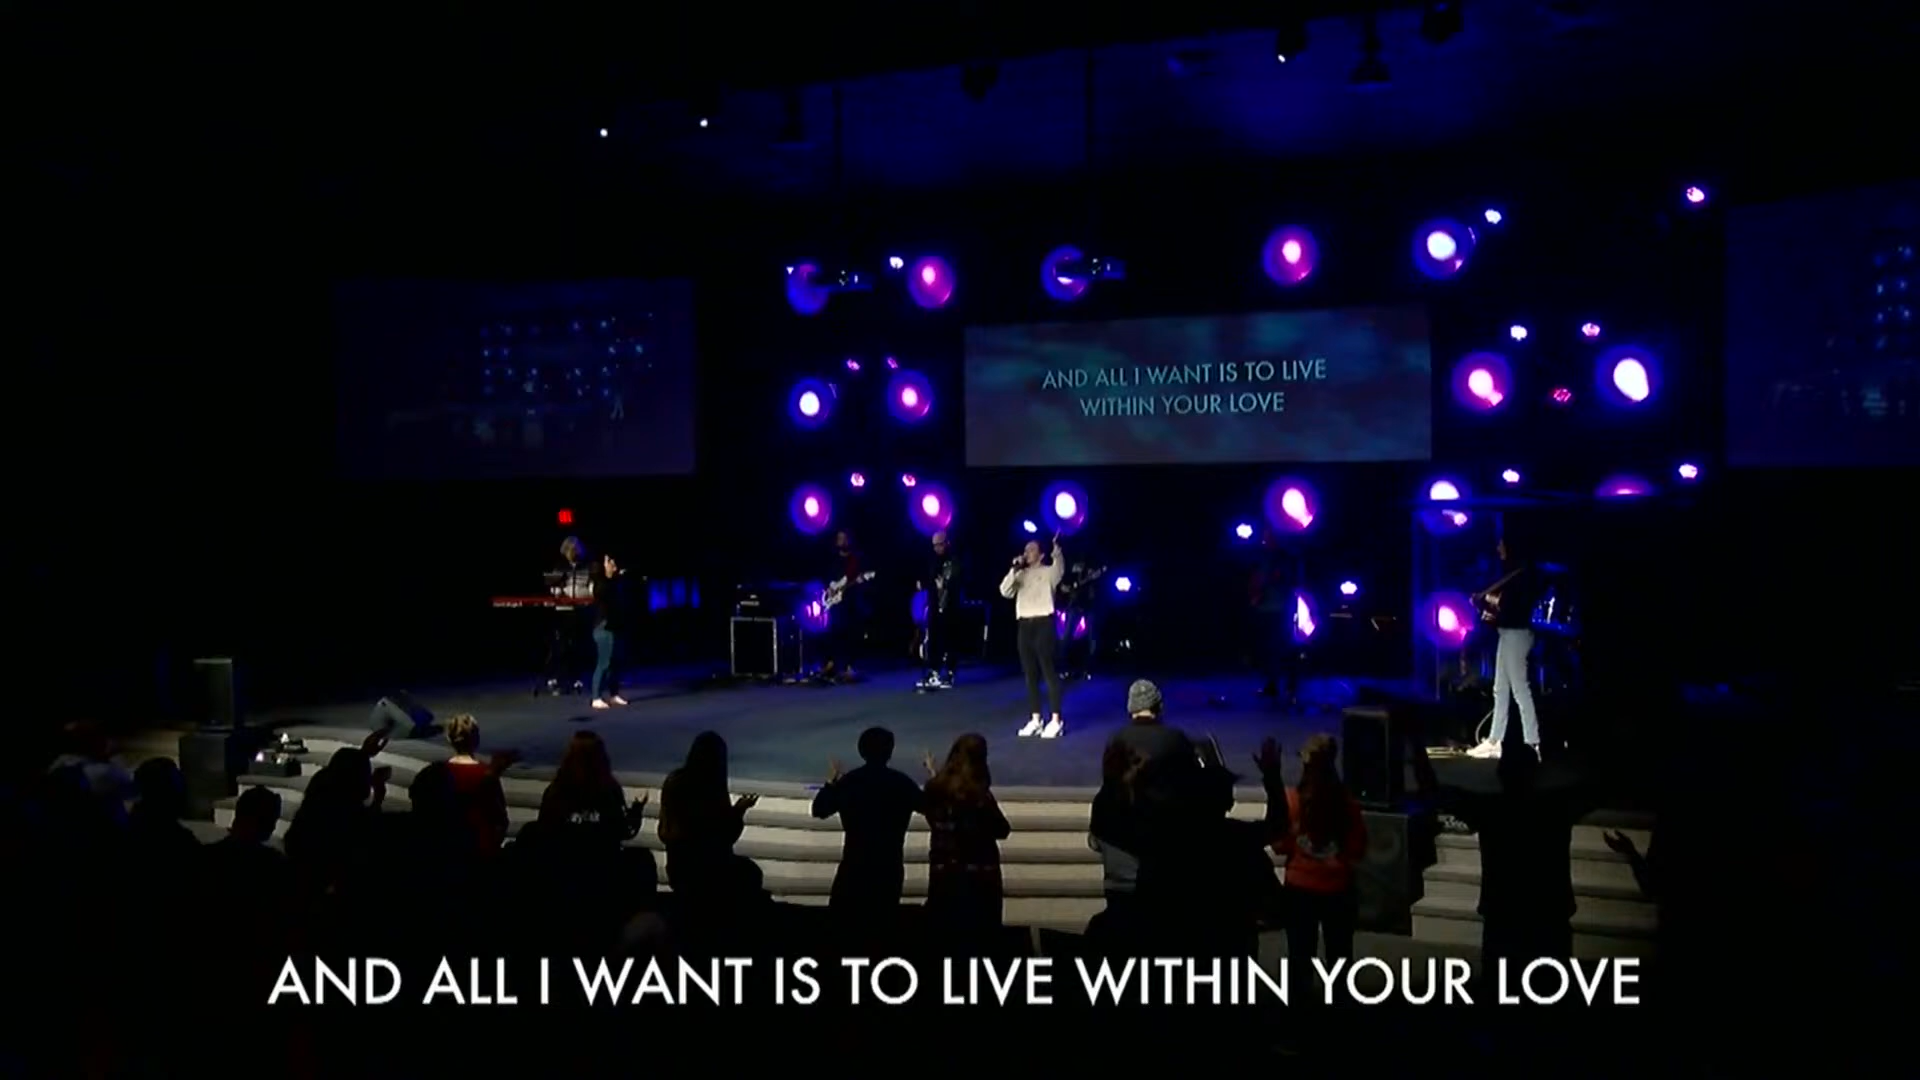 AND ALL I WANT IS TO LIVE
WITHIN YOUR LOVE
AND ALL I WANT IS TO LIVE WITHIN YOUR LOVE